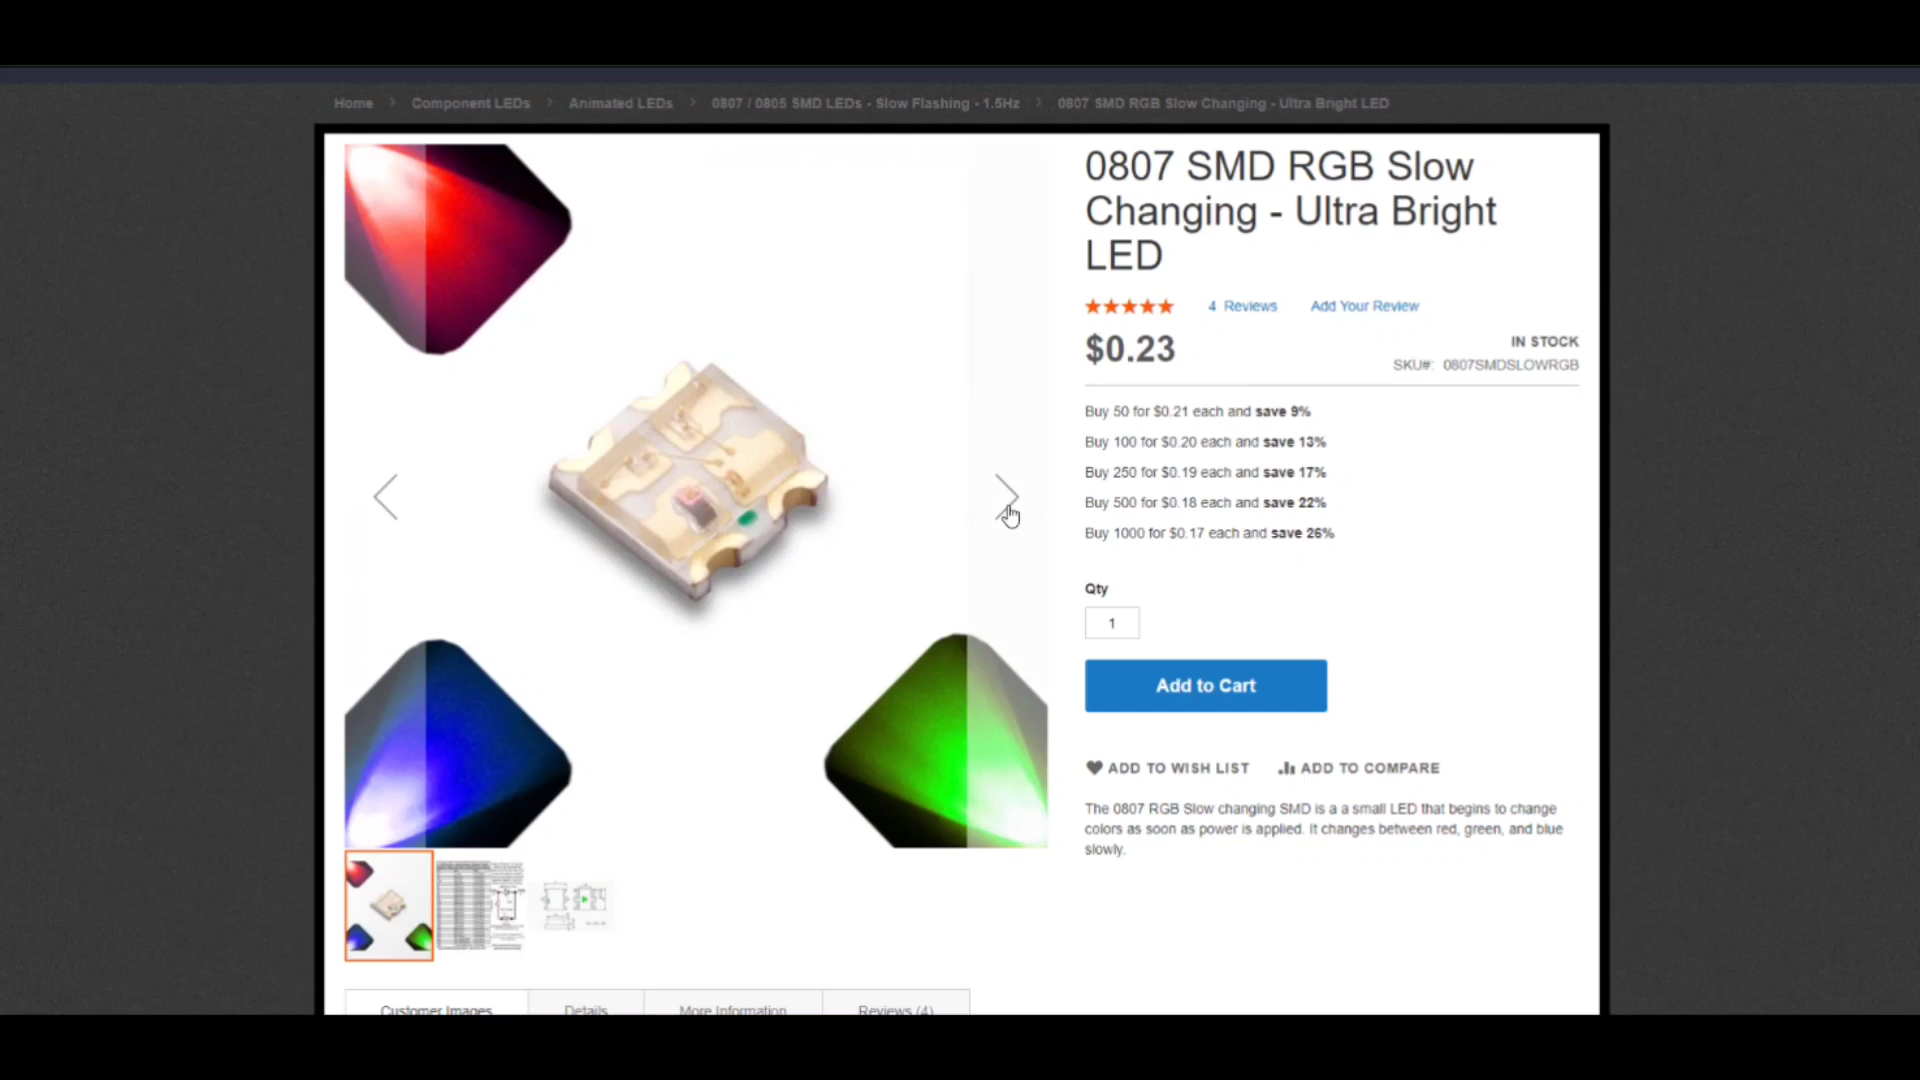 Home > Component LEDs > Animated LEDs > 0807 / 0805 SMD LEDs - Slow Flashing - 1.5Hz > 0807 SMD RGB Slow Changing - Ultra Bright LED
0807 SMD RGB Slow
Changing - Ultra Bright
LED
4 Reviews Add Your Review
$0.23
IN STOCK
SKU#: 0807SMDSLOWRGB
Buy 50 for $0.21 each and save 9%
Buy 100 for $0.20 each and save 13%
Buy 250 for $0.19 each and save 17%
Buy 500 for $0.18 each and save 22%
Buy 1000 for $0.17 each and save 26%
Qty
1
Add to Cart
ADD TO WISH LIST ADD TO COMPARE
The 0807 RGB Slow changing SMD is a a small LED that begins to change
colors as soon as power is applied. It changes between red, green, and blue
slowly.
Customer Images Details More Information Reviews (4)